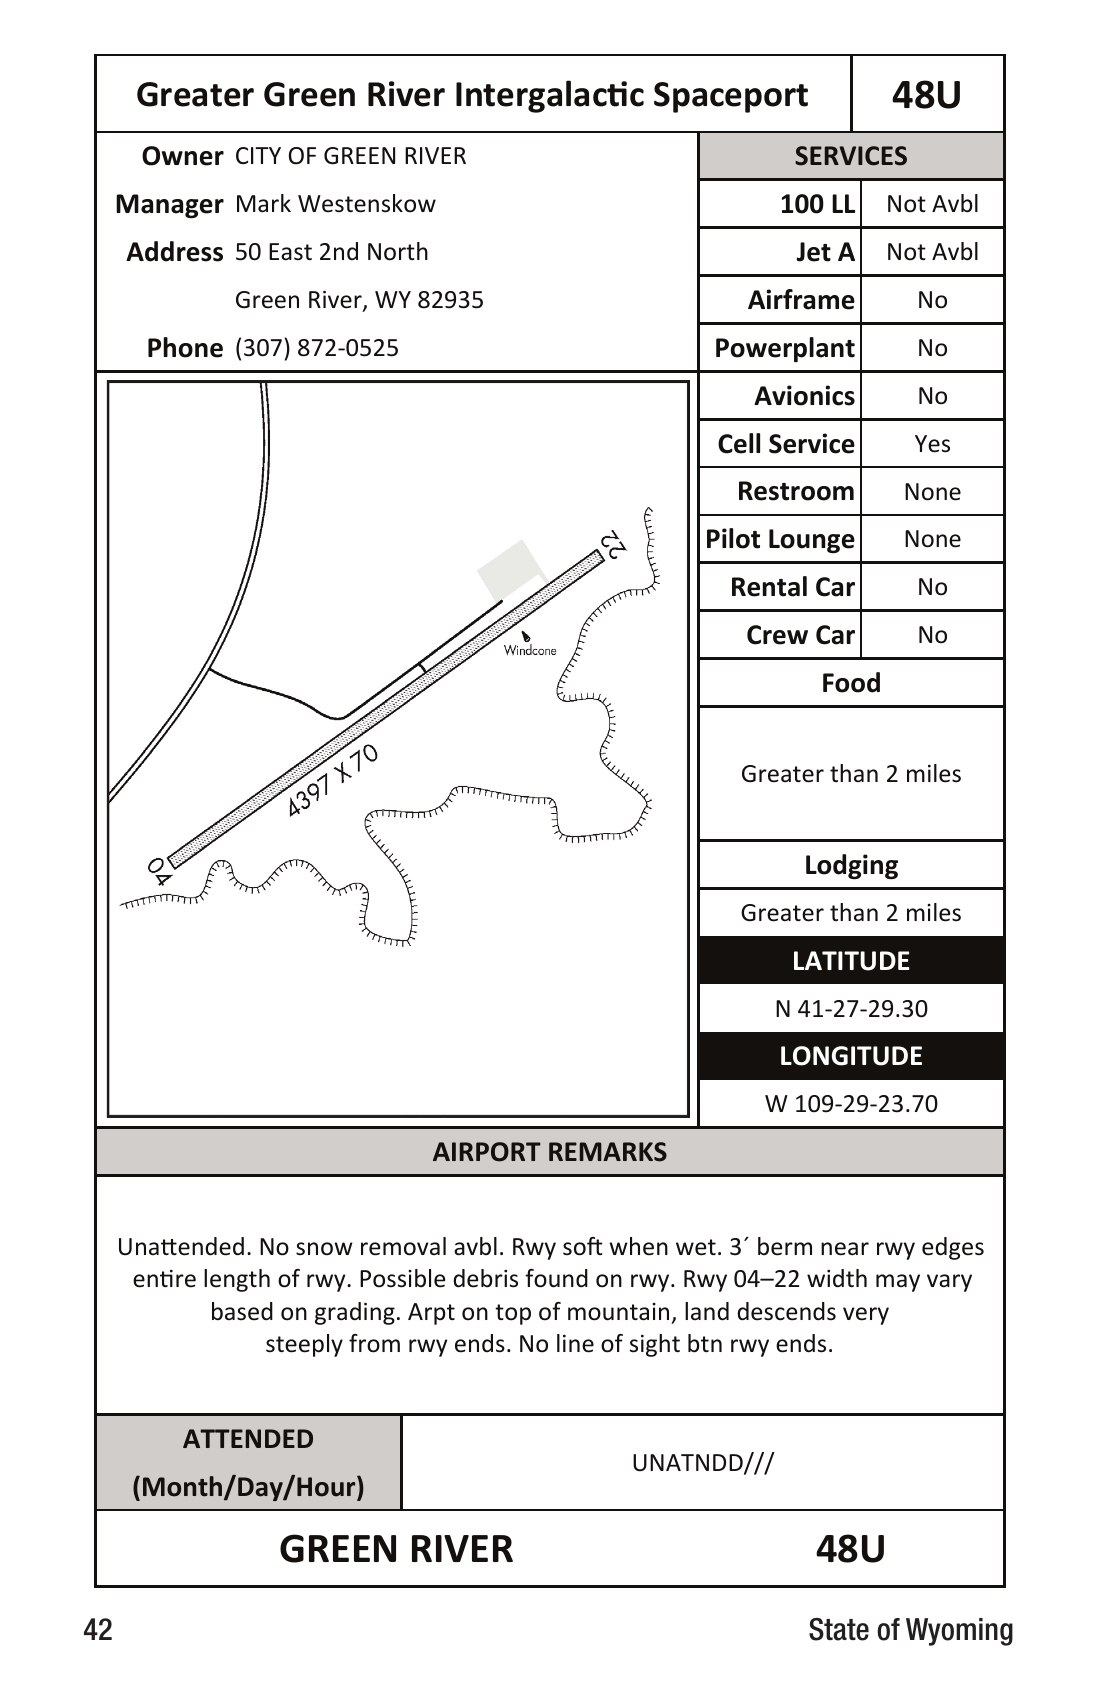 Greater Green River Intergalactic Spaceport
48U
Owner CITY OF GREEN RIVER
Manager Mark Westenskow
Address 50 East 2nd North
Green River, WY 82935
Phone (307) 872-0525
SERVICES
100 LL Not Avbl
Jet A Not Avbl
Airframe No
Powerplant No
Avionics No
Cell Service Yes
Restroom None
Pilot Lounge None
Rental Car No
Crew Car No
Food
Greater than 2 miles
Lodging
Greater than 2 miles
LATITUDE
N 41-27-29.30
LONGITUDE
W 109-29-23.70
22
Windcone
4397 X 70
04
AIRPORT REMARKS
Unattended. No snow removal avbl. Rwy soft when wet. 3´ berm near rwy edges
entire length of rwy. Possible debris found on rwy. Rwy 04–22 width may vary
based on grading. Arpt on top of mountain, land descends very
steeply from rwy ends. No line of sight btn rwy ends.
ATTENDED
(Month/Day/Hour)
UNATNDD///
GREEN RIVER 48U
42 State of Wyoming